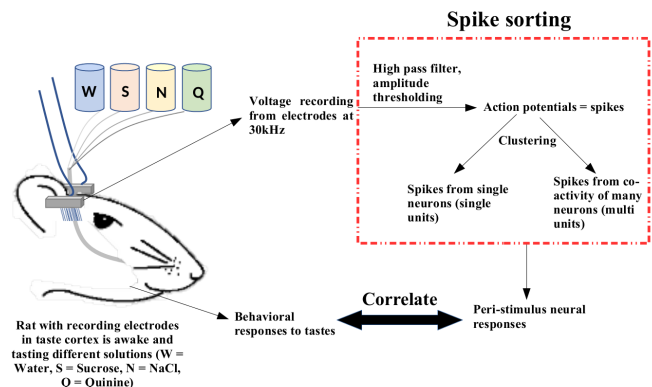 Spike sorting
W S N Q
Voltage recording
from electrodes at
30kHz
High pass filter,
amplitude
thresholding
Action potentials = spikes
Clustering
Spikes from single
neurons (single
units)
Spikes from co-
activity of many
neurons (multi
units)
Rat with recording electrodes
in taste cortex is awake and
tasting different solutions (W =
Water, S = Sucrose, N = NaCl,
Q = Quinine)
Behavioral
responses to tastes
Correlate
Peri-stimulus neural
responses